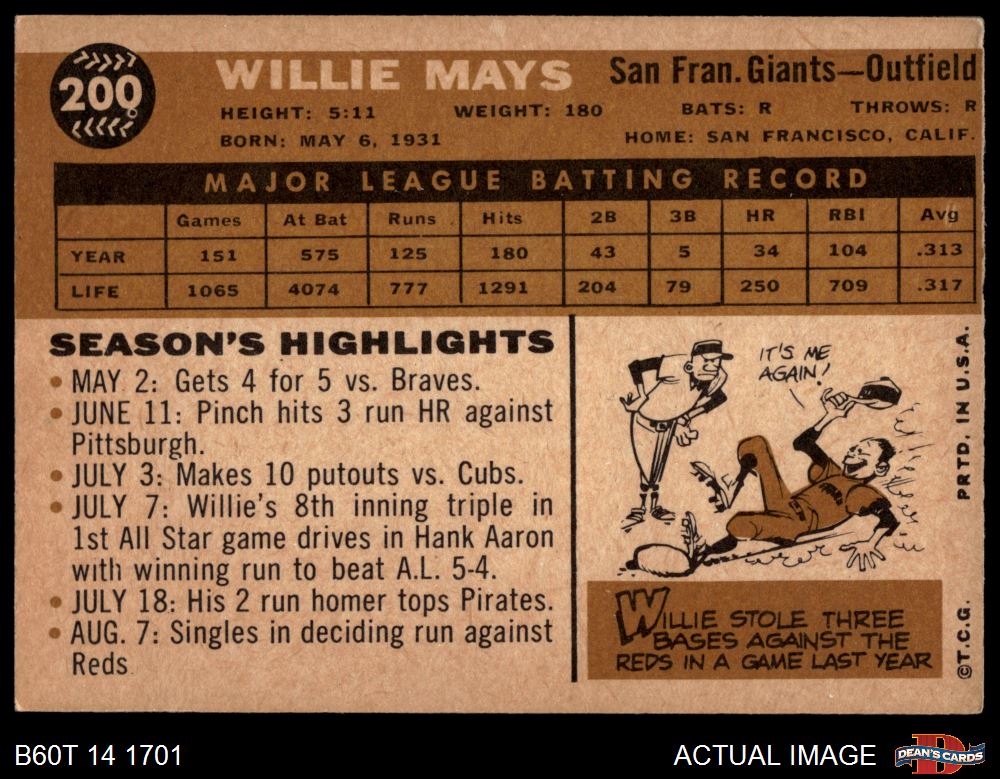 200
WILLIE MAYS San Fran. Giants—Outfield
HEIGHT: 5:11 WEIGHT: 180 BATS: R THROWS: R
BORN: MAY 6, 1931 HOME: SAN FRANCISCO, CALIF.
MAJOR LEAGUE BATTING RECORD
Games At Bat Runs Hits 2B 3B HR RBI Avg
YEAR 151 575 125 180 43 5 34 104 .313
LIFE 1065 4074 777 1291 204 79 250 709 .317
SEASON'S HIGHLIGHTS
• MAY 2: Gets 4 for 5 vs. Braves.
• JUNE 11: Pinch hits 3 run HR against
Pittsburgh.
• JULY 3: Makes 10 putouts vs. Cubs.
• JULY 7: Willie's 8th inning triple in
1st All Star game drives in Hank Aaron
with winning run to beat A.L. 5-4.
• JULY 18: His 2 run homer tops Pirates.
• AUG. 7: Singles in deciding run against
Reds
IT'S ME
AGAIN!
WILLIE STOLE THREE
BASES AGAINST THE
REDS IN A GAME LAST YEAR
©T.C.G. PRTD. IN U.S.A.
B60T 14 1701 ACTUAL IMAGE
DEAN'S CARDS